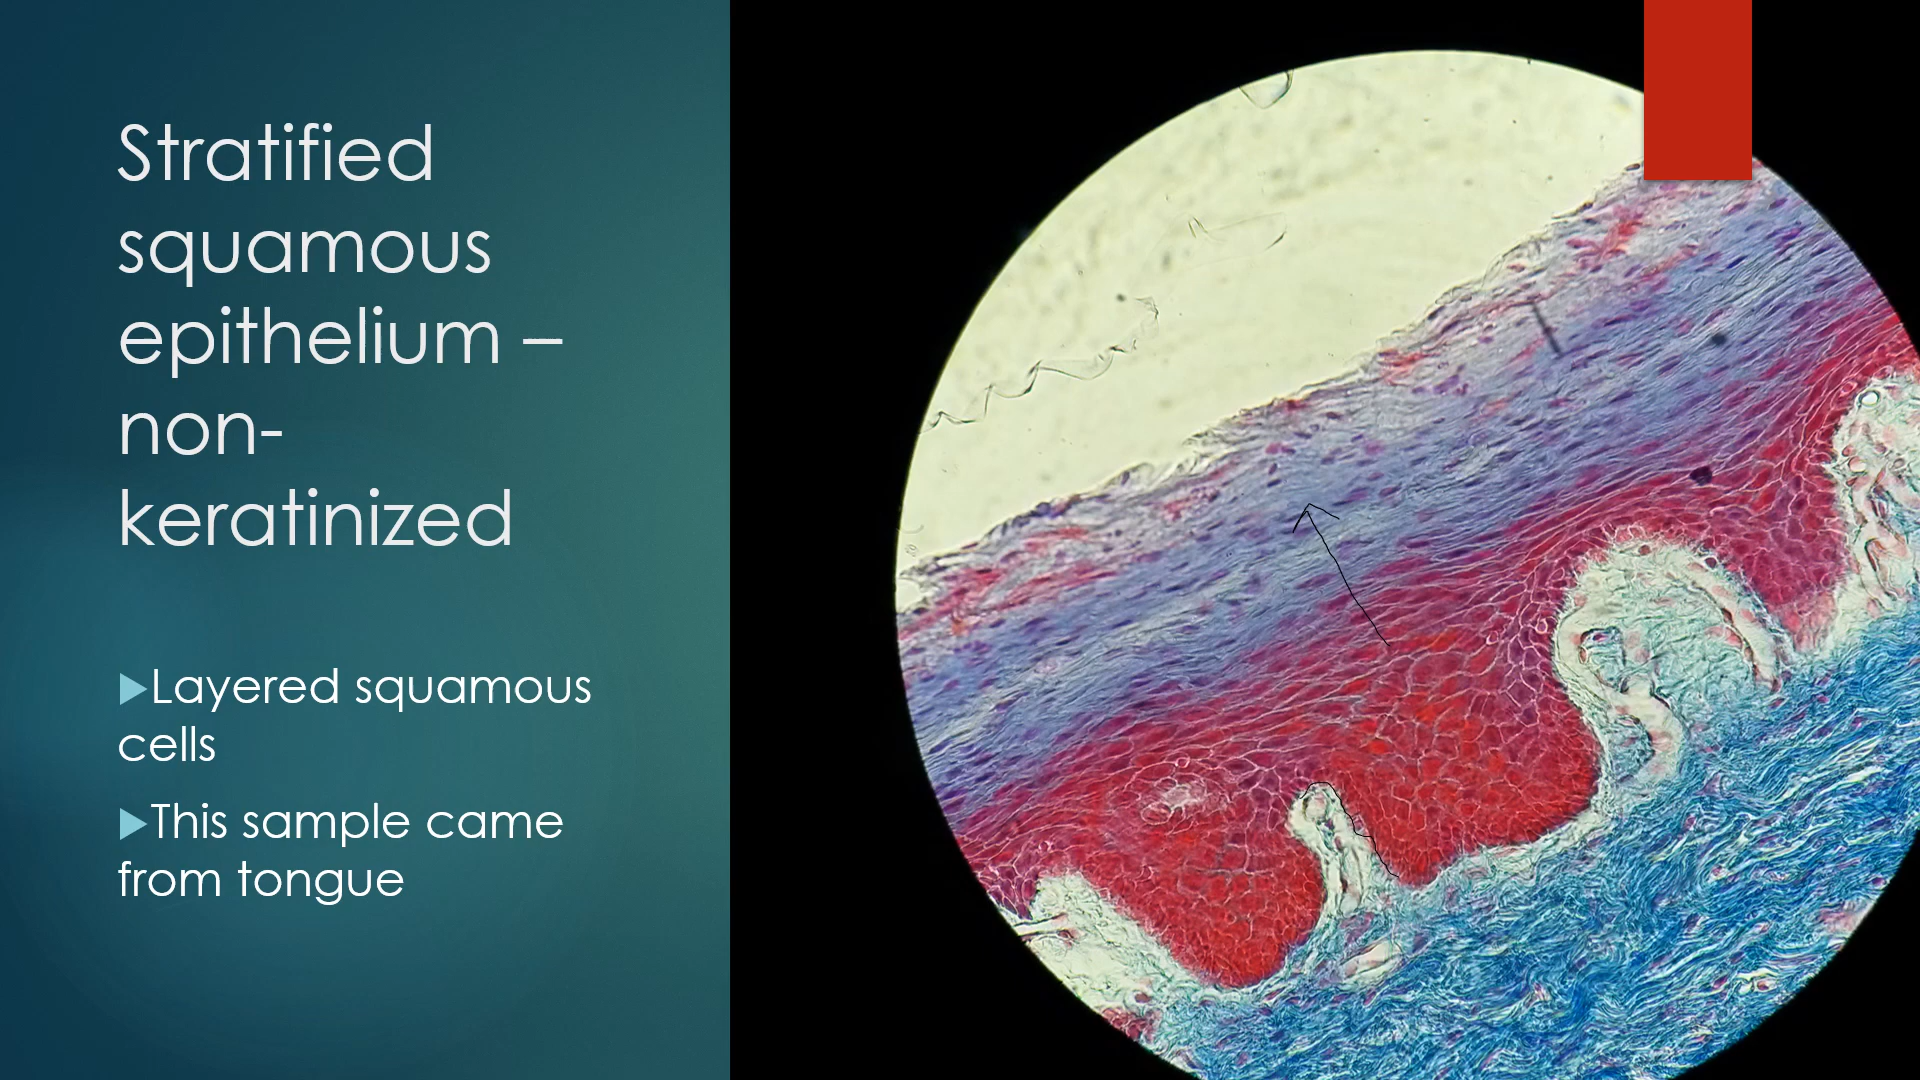 Stratified
squamous
epithelium –
non-
keratinized
Layered squamous
cells
This sample came
from tongue